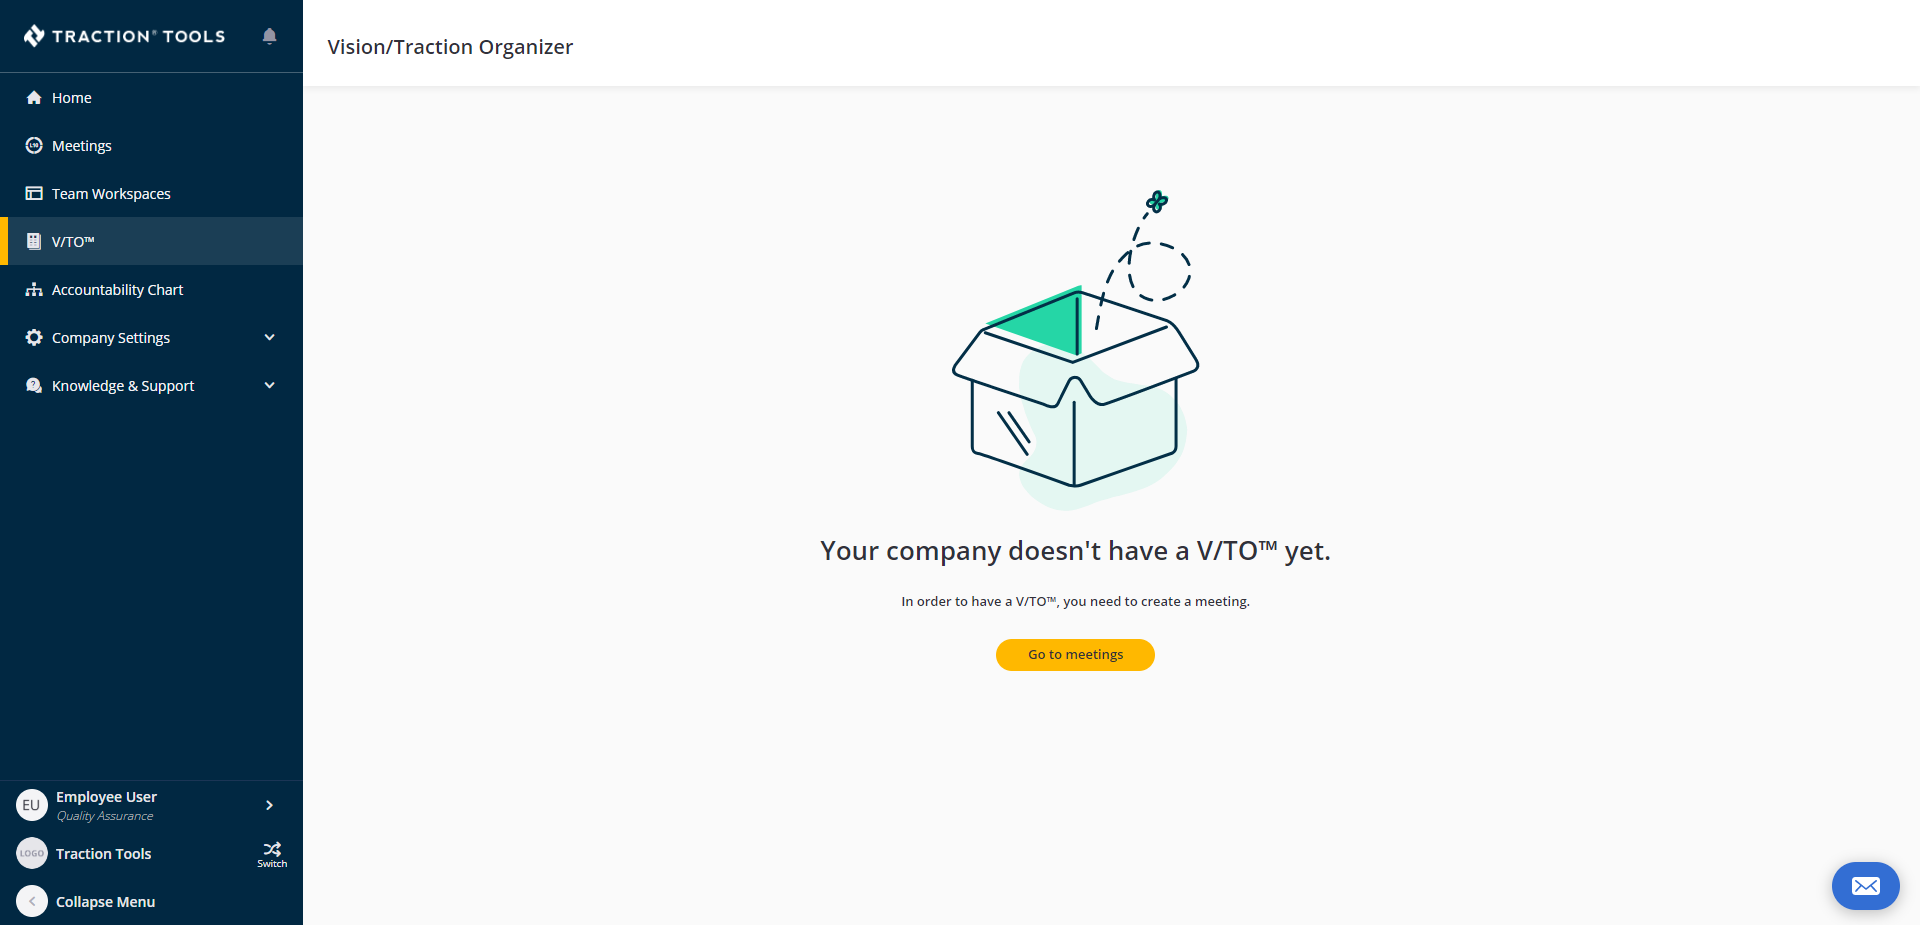 TRACTION® TOOLS
Home
Meetings
Team Workspaces
V/TO™
Accountability Chart
Company Settings
Knowledge & Support
EU
Employee User
Quality Assurance
LOGO
Traction Tools
Switch
Collapse Menu
Vision/Traction Organizer
Your company doesn't have a V/TO™ yet.
In order to have a V/TO™, you need to create a meeting.
Go to meetings